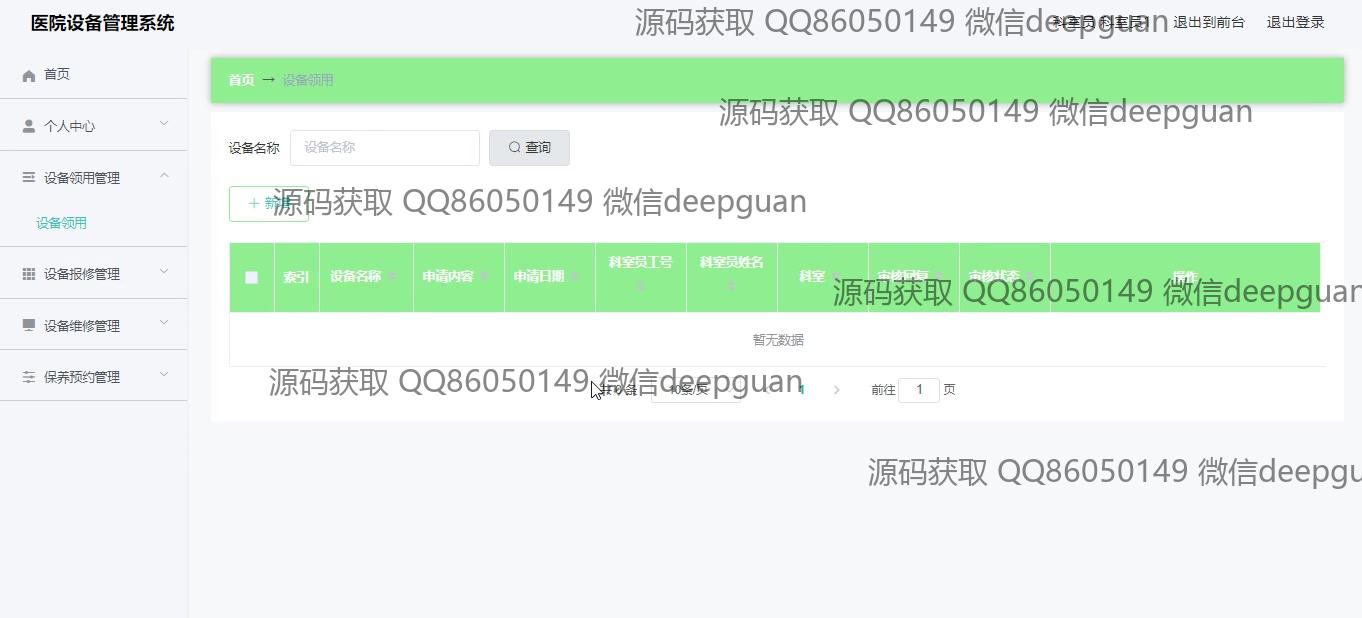 医院设备管理系统
源码获取 QQ86050149 微信deepguan
退出到前台
退出登录
首页
个人中心
设备领用管理
设备领用
设备报修管理
设备维修管理
保养预约管理
首页 → 设备领用
源码获取 QQ86050149 微信deepguan
设备名称 设备名称 查询
源码获取 QQ86050149 微信deepguan
索引 设备名称 申请内容 申请日期 科室员工号 科室员姓名 科室 审核回复 审核状态 操作
源码获取 QQ86050149 微信deepguan
暂无数据
源码获取 QQ86050149 微信deepguan
10条/页 1 前往 1 页
源码获取 QQ86050149 微信deepgu